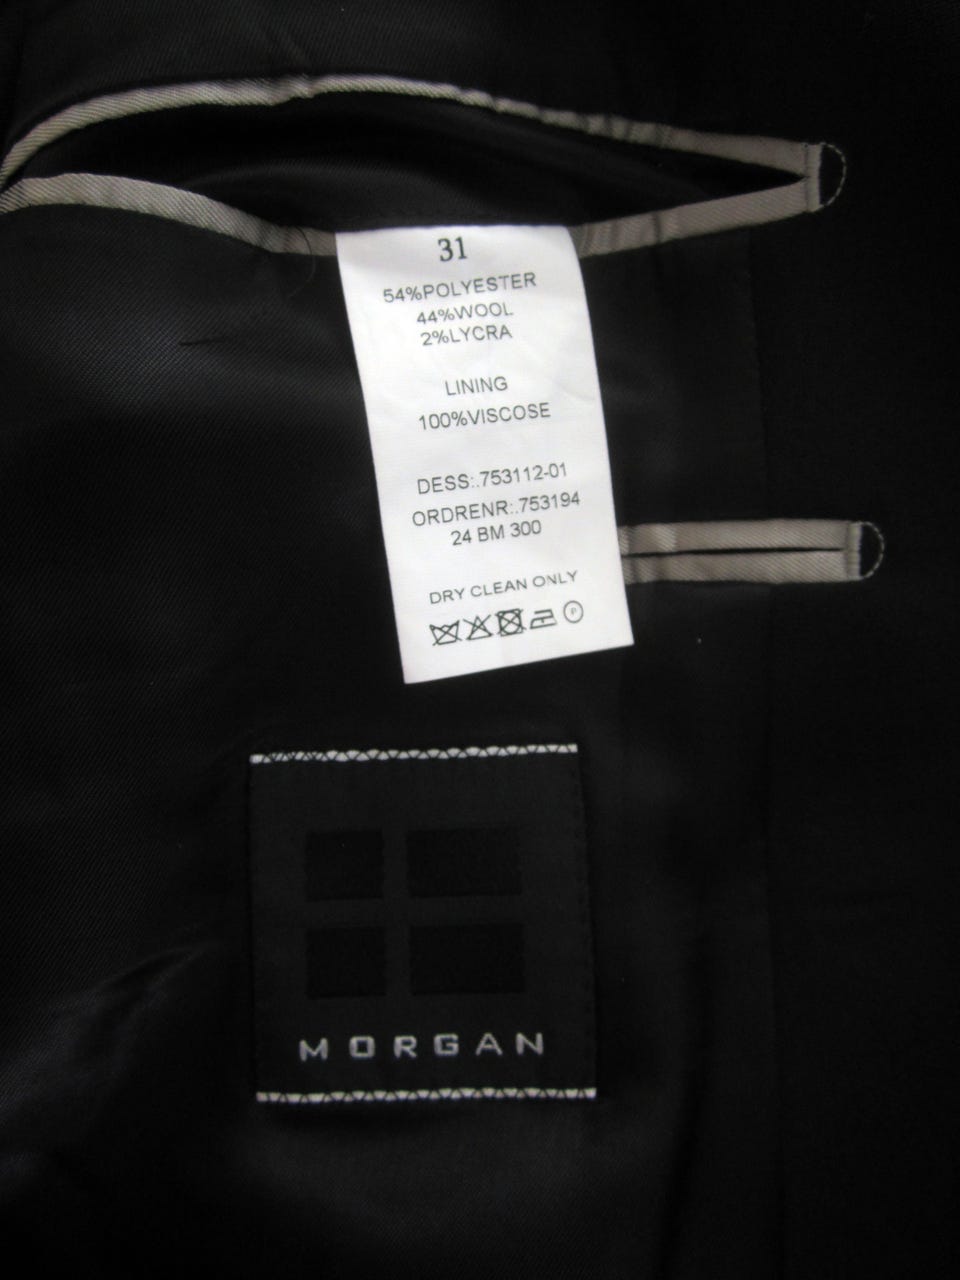 31
54%POLYESTER
44%WOOL
2%LYCRA
LINING
100%VISCOSE
DESS:.753112-01
ORDRENR:.753194
24 BM 300
DRY CLEAN ONLY
P
MORGAN